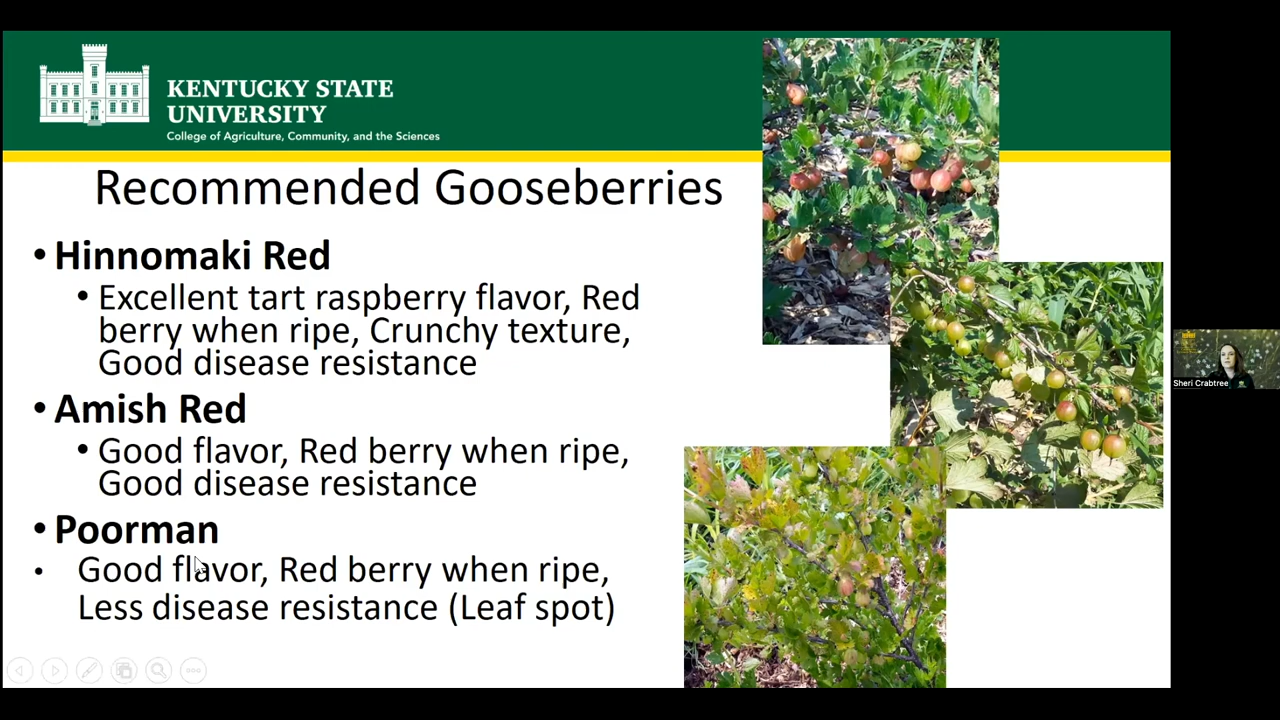 KENTUCKY STATE
UNIVERSITY
College of Agriculture, Community, and the Sciences
Recommended Gooseberries
• Hinnomaki Red
• Excellent tart raspberry flavor, Red
berry when ripe, Crunchy texture,
Good disease resistance
• Amish Red
• Good flavor, Red berry when ripe,
Good disease resistance
• Poorman
• Good flavor, Red berry when ripe,
Less disease resistance (Leaf spot)
Sheri Crabtree